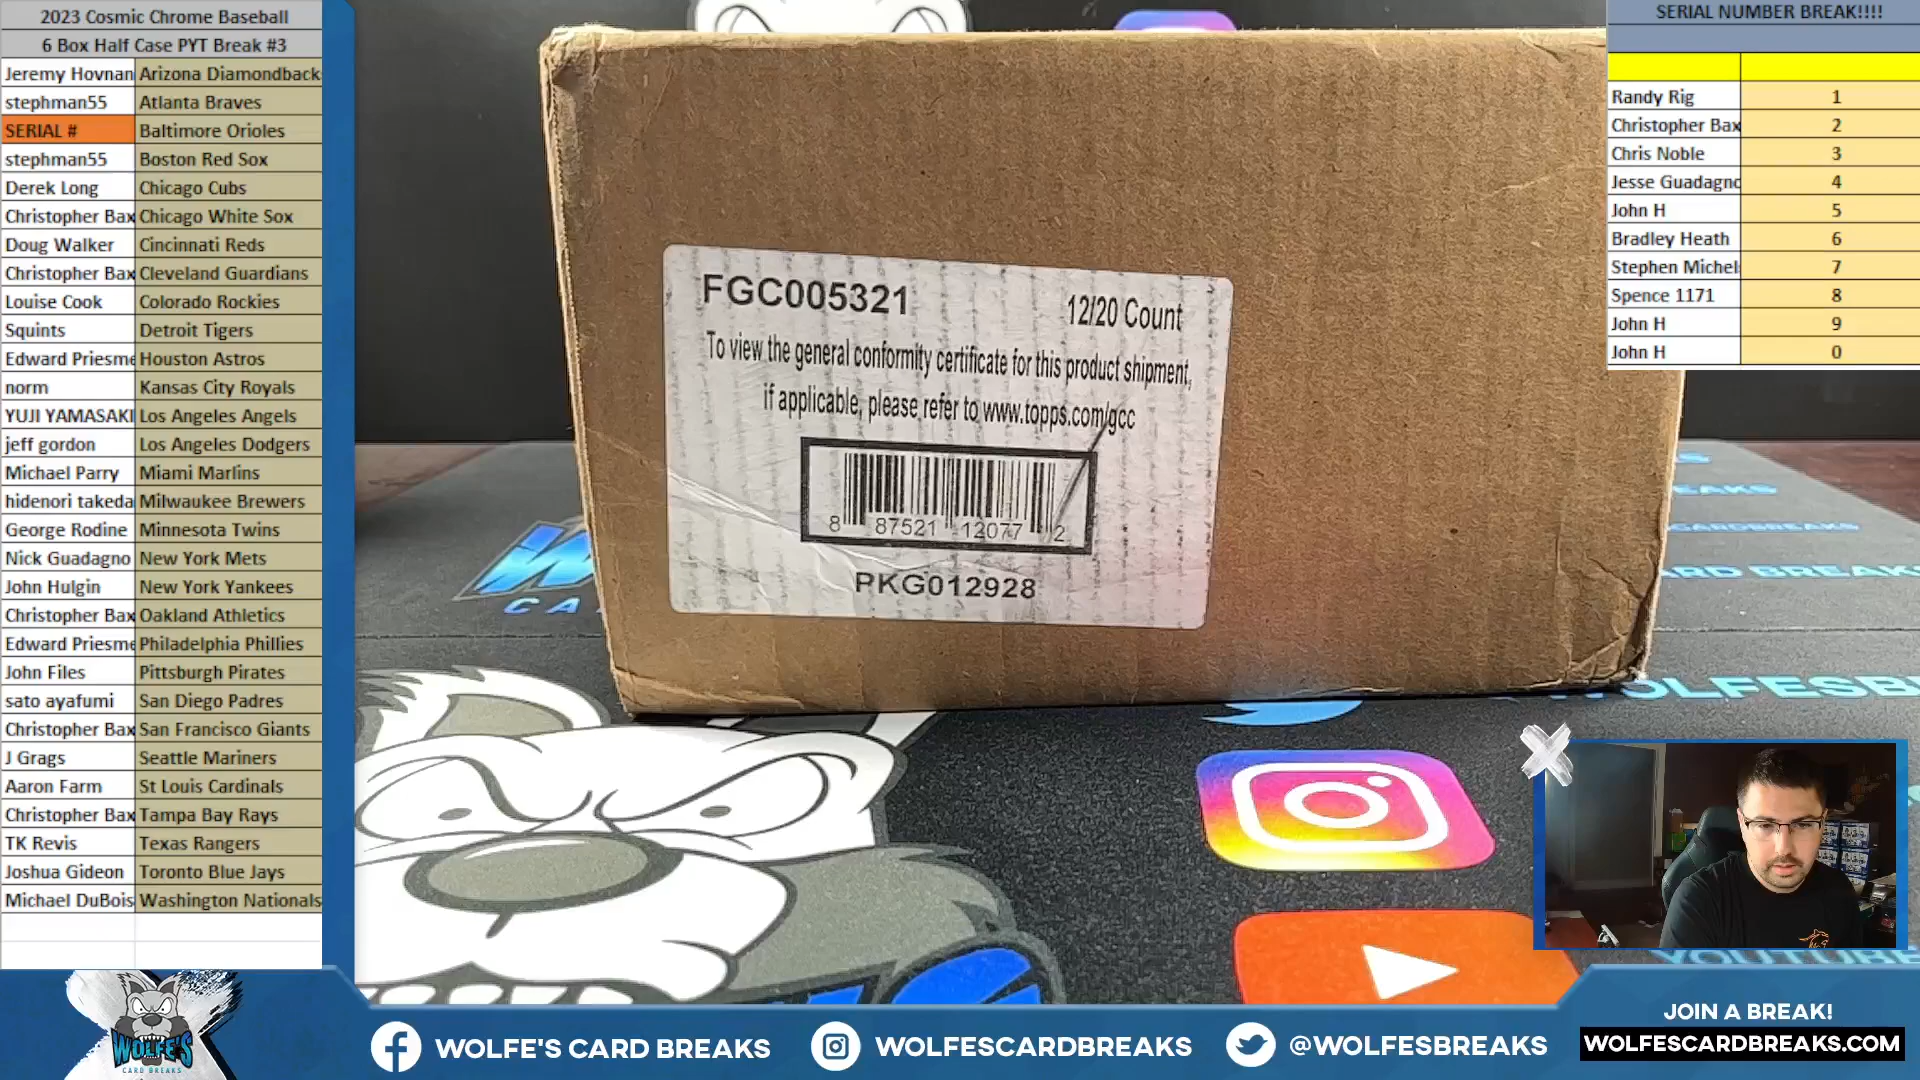 2023 Cosmic Chrome Baseball
6 Box Half Case PYT Break #3
Jeremy Hovnan Arizona Diamondback
stephman55 Atlanta Braves
SERIAL # Baltimore Orioles
stephman55 Boston Red Sox
Derek Long Chicago Cubs
Christopher Bax Chicago White Sox
Doug Walker Cincinnati Reds
Christopher Bax Cleveland Guardians
Louise Cook Colorado Rockies
Squints Detroit Tigers
Edward Priesme Houston Astros
norm Kansas City Royals
YUJI YAMASAKI Los Angeles Angels
jeff gordon Los Angeles Dodgers
Michael Parry Miami Marlins
hidenori takeda Milwaukee Brewers
George Rodine Minnesota Twins
Nick Guadagno New York Mets
John Hulgin New York Yankees
Christopher Bax Oakland Athletics
Edward Priesme Philadelphia Phillies
John Files Pittsburgh Pirates
sato ayafumi San Diego Padres
Christopher Bax San Francisco Giants
J Grags Seattle Mariners
Aaron Farm St Louis Cardinals
Christopher Bax Tampa Bay Rays
TK Revis Texas Rangers
Joshua Gideon Toronto Blue Jays
Michael DuBois Washington Nationals
FGC005321
12/20 Count
To view the general conformity certificate for this product shipment,
if applicable, please refer to www.topps.com/gcc
8 87521 12077 2
PKG012928
SERIAL NUMBER BREAK!!!!
Randy Rig 1
Christopher Bax 2
Chris Noble 3
Jesse Guadagno 4
John H 5
Bradley Heath 6
Stephen Michel 7
Spence 1171 8
John H 9
John H 0
EAKS
CARDBREAKS
ARD BREAKS
WOLFESB
YOUTUBE
W
CA
WOLFE'S
CARD BREAKS
WOLFE'S CARD BREAKS
WOLFESCARDBREAKS
@WOLFESBREAKS
JOIN A BREAK!
WOLFESCARDBREAKS.COM